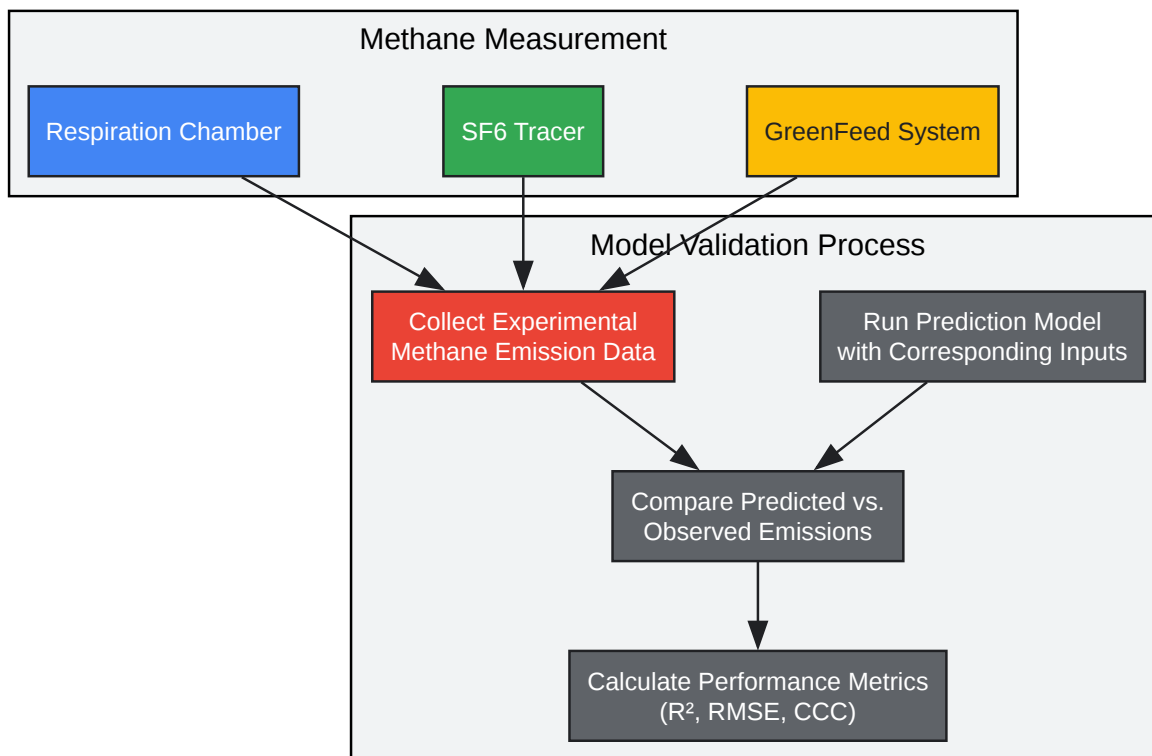 Methane Measurement
Respiration Chamber
SF6 Tracer
GreenFeed System
Model Validation Process
Collect Experimental
Methane Emission Data
Run Prediction Model
with Corresponding Inputs
Compare Predicted vs.
Observed Emissions
Calculate Performance Metrics
(R², RMSE, CCC)